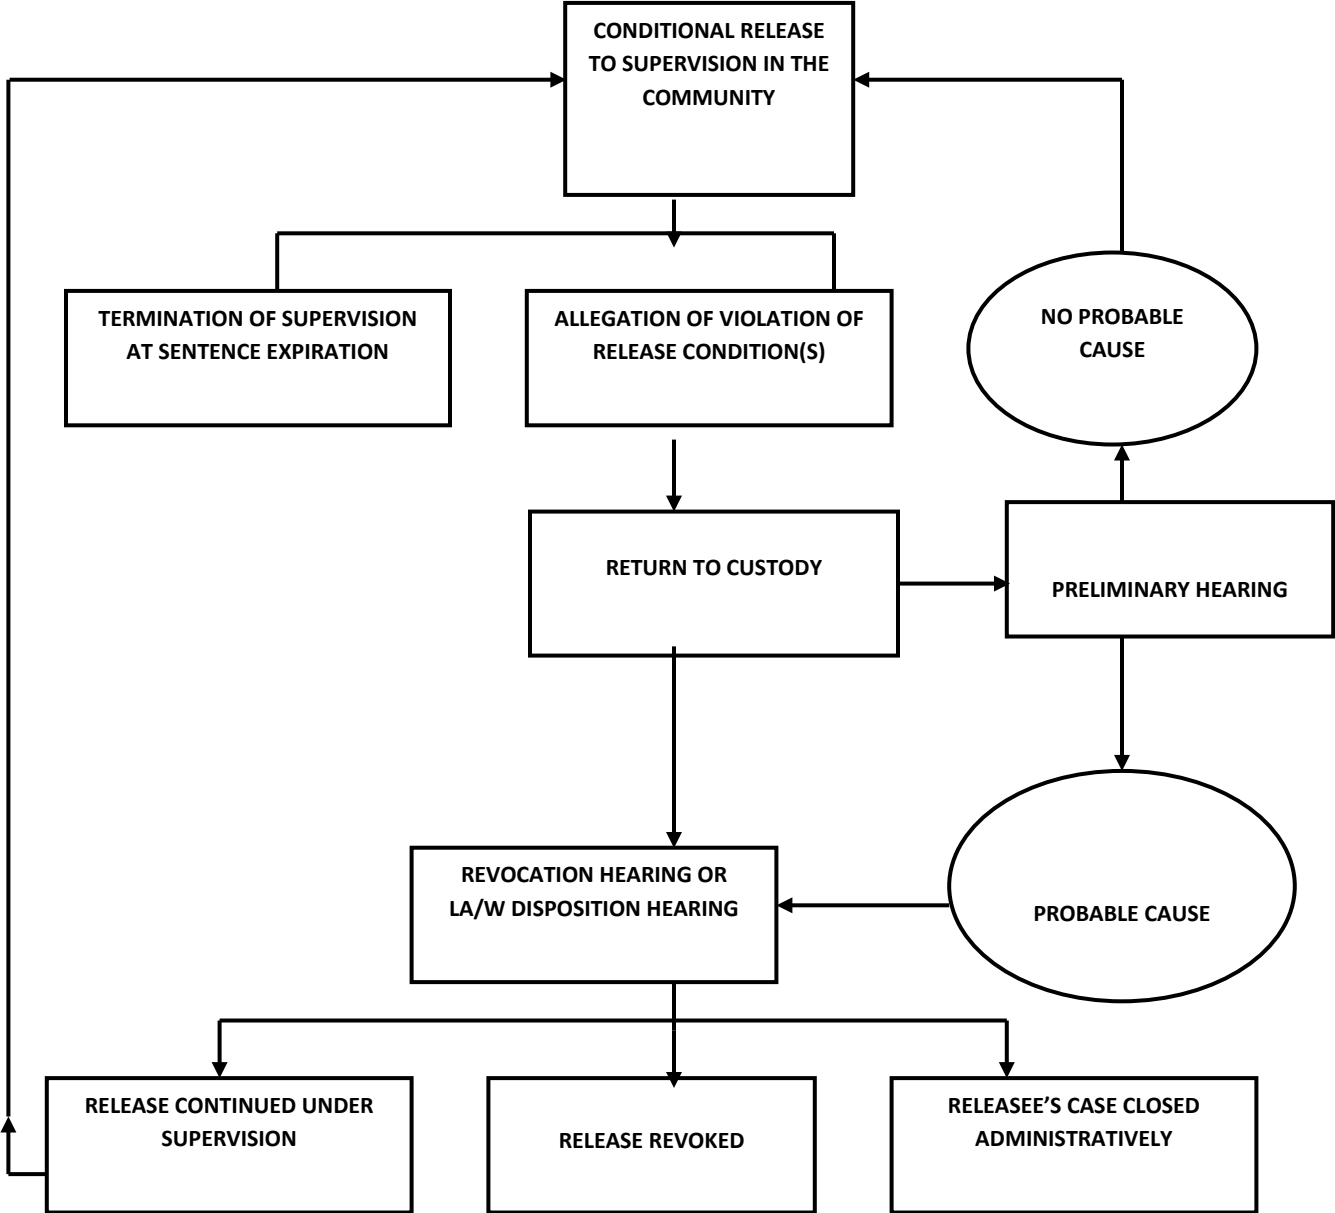 CONDITIONAL RELEASE
TO SUPERVISION IN THE
COMMUNITY
TERMINATION OF SUPERVISION
AT SENTENCE EXPIRATION
ALLEGATION OF VIOLATION OF
RELEASE CONDITION(S)
NO PROBABLE
CAUSE
RETURN TO CUSTODY
PRELIMINARY HEARING
REVOCATION HEARING OR
LA/W DISPOSITION HEARING
PROBABLE CAUSE
RELEASE CONTINUED UNDER
SUPERVISION
RELEASE REVOKED
RELEASEE’S CASE CLOSED
ADMINISTRATIVELY